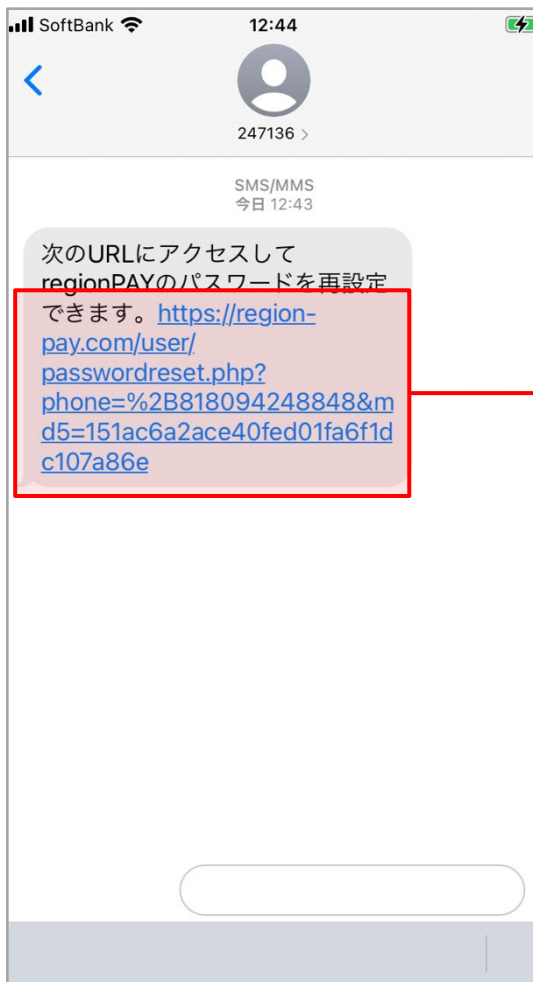 SoftBank 12:44
247136 >
SMS/MMS
今日 12:43
次のURLにアクセスして
regionPAYのパスワードを再設定
できます。https://region-
pay.com/user/
passwordreset.php?
phone=%2B818094248848&m
d5=151ac6a2ace40fed01fa6f1d
c107a86e